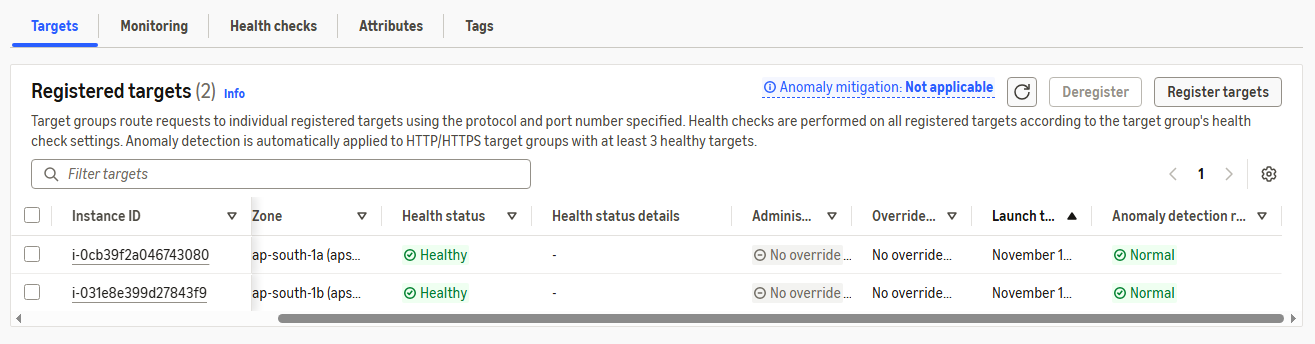 Targets Monitoring Health checks Attributes Tags
Registered targets (2) Info Anomaly mitigation: Not applicable Deregister Register targets
Target groups route requests to individual registered targets using the protocol and port number specified. Health checks are performed on all registered targets according to the target group's health
check settings. Anomaly detection is automatically applied to HTTP/HTTPS target groups with at least 3 healthy targets.
Filter targets 1
Instance ID Zone Health status Health status details Adminis... Override... Launch t... Anomaly detection r...
i-0cb39f2a046743080 ap-south-1a (aps... Healthy - No override ... No override... November 1... Normal
i-031e8e399d27843f9 ap-south-1b (aps... Healthy - No override ... No override... November 1... Normal